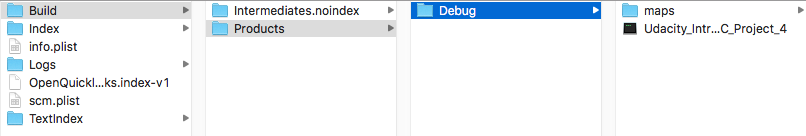 Build
Index
info.plist
Logs
OpenQuickl...ks.index-v1
scm.plist
TextIndex
Intermediates.noindex
Products
Debug
maps
Udacity_Intr...C_Project_4